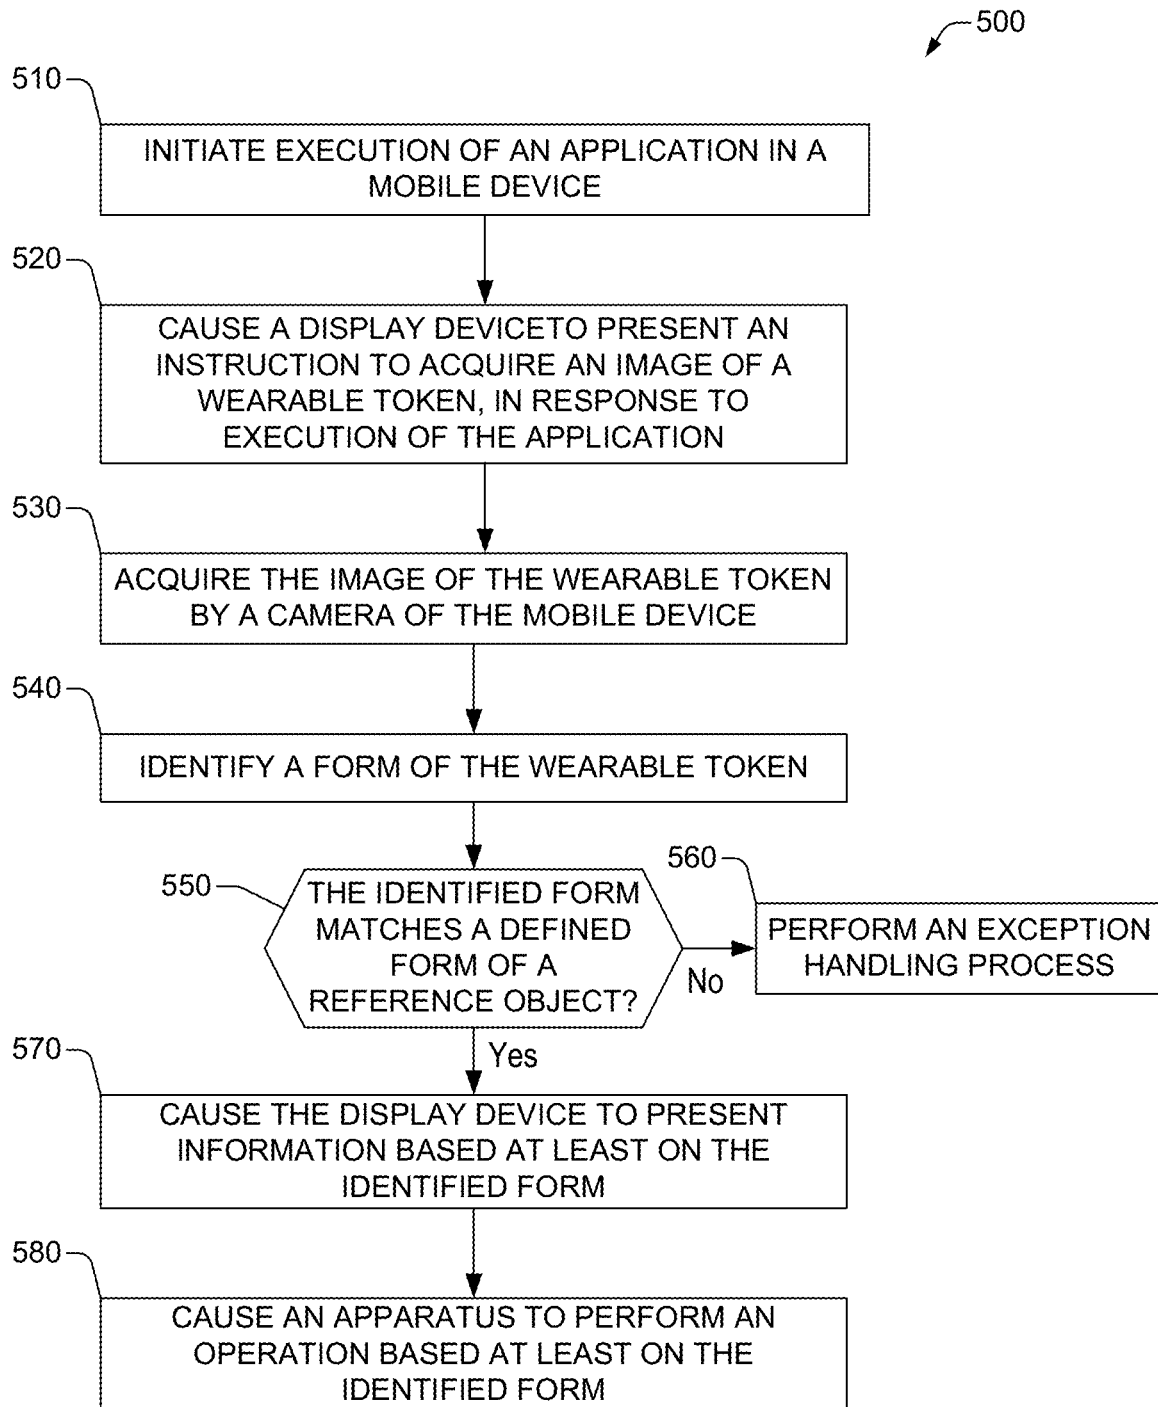 500
510
INITIATE EXECUTION OF AN APPLICATION IN A
MOBILE DEVICE
520
CAUSE A DISPLAY DEVICETO PRESENT AN
INSTRUCTION TO ACQUIRE AN IMAGE OF A
WEARABLE TOKEN, IN RESPONSE TO
EXECUTION OF THE APPLICATION
530
ACQUIRE THE IMAGE OF THE WEARABLE TOKEN
BY A CAMERA OF THE MOBILE DEVICE
540
IDENTIFY A FORM OF THE WEARABLE TOKEN
550
THE IDENTIFIED FORM
MATCHES A DEFINED
FORM OF A
REFERENCE OBJECT?
No
560
PERFORM AN EXCEPTION
HANDLING PROCESS
Yes
570
CAUSE THE DISPLAY DEVICE TO PRESENT
INFORMATION BASED AT LEAST ON THE
IDENTIFIED FORM
580
CAUSE AN APPARATUS TO PERFORM AN
OPERATION BASED AT LEAST ON THE
IDENTIFIED FORM